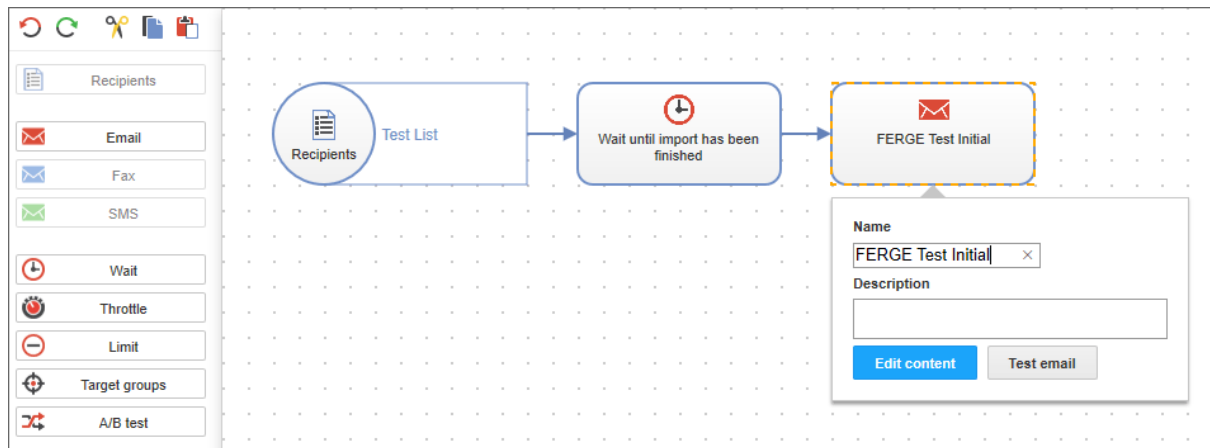 Recipients
Email
Fax
SMS
Wait
Throttle
Limit
Target groups
A/B test
Recipients
Test List
Wait until import has been
finished
FERGE Test Initial
Name
FERGE Test Initial
Description
Edit content
Test email